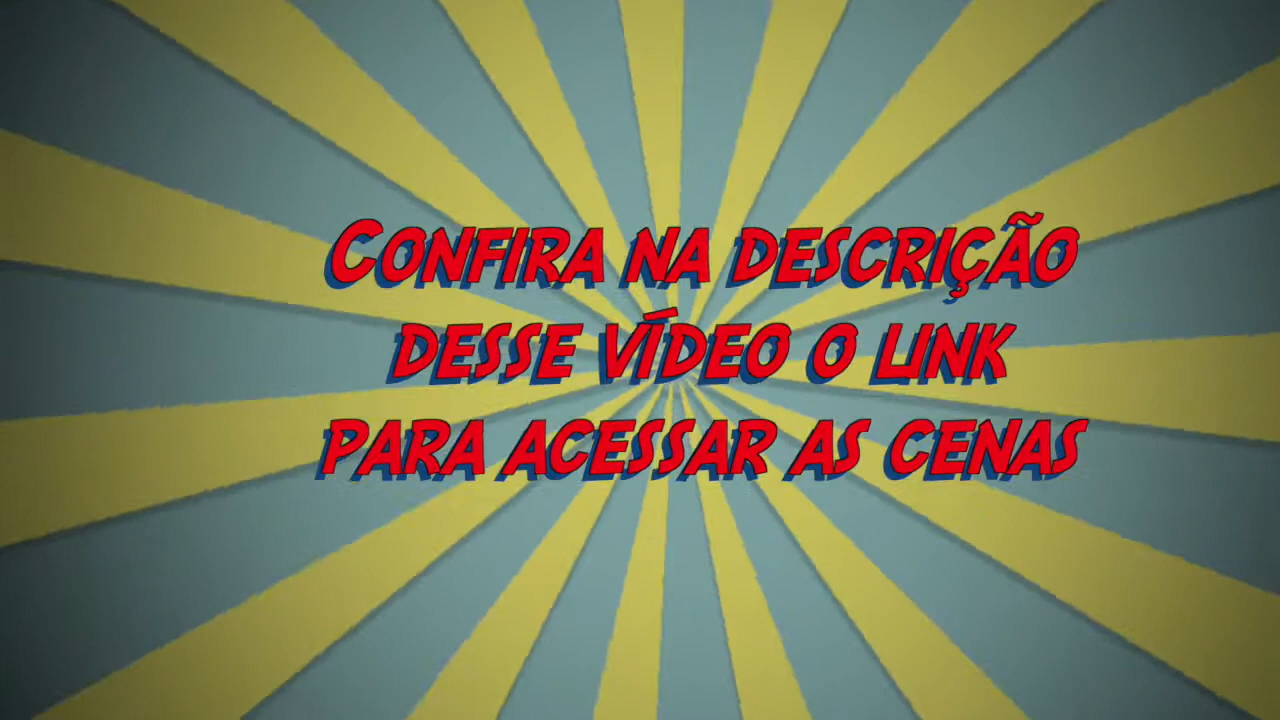 Confira na descrição
desse vídeo o link
para acessar as cenas